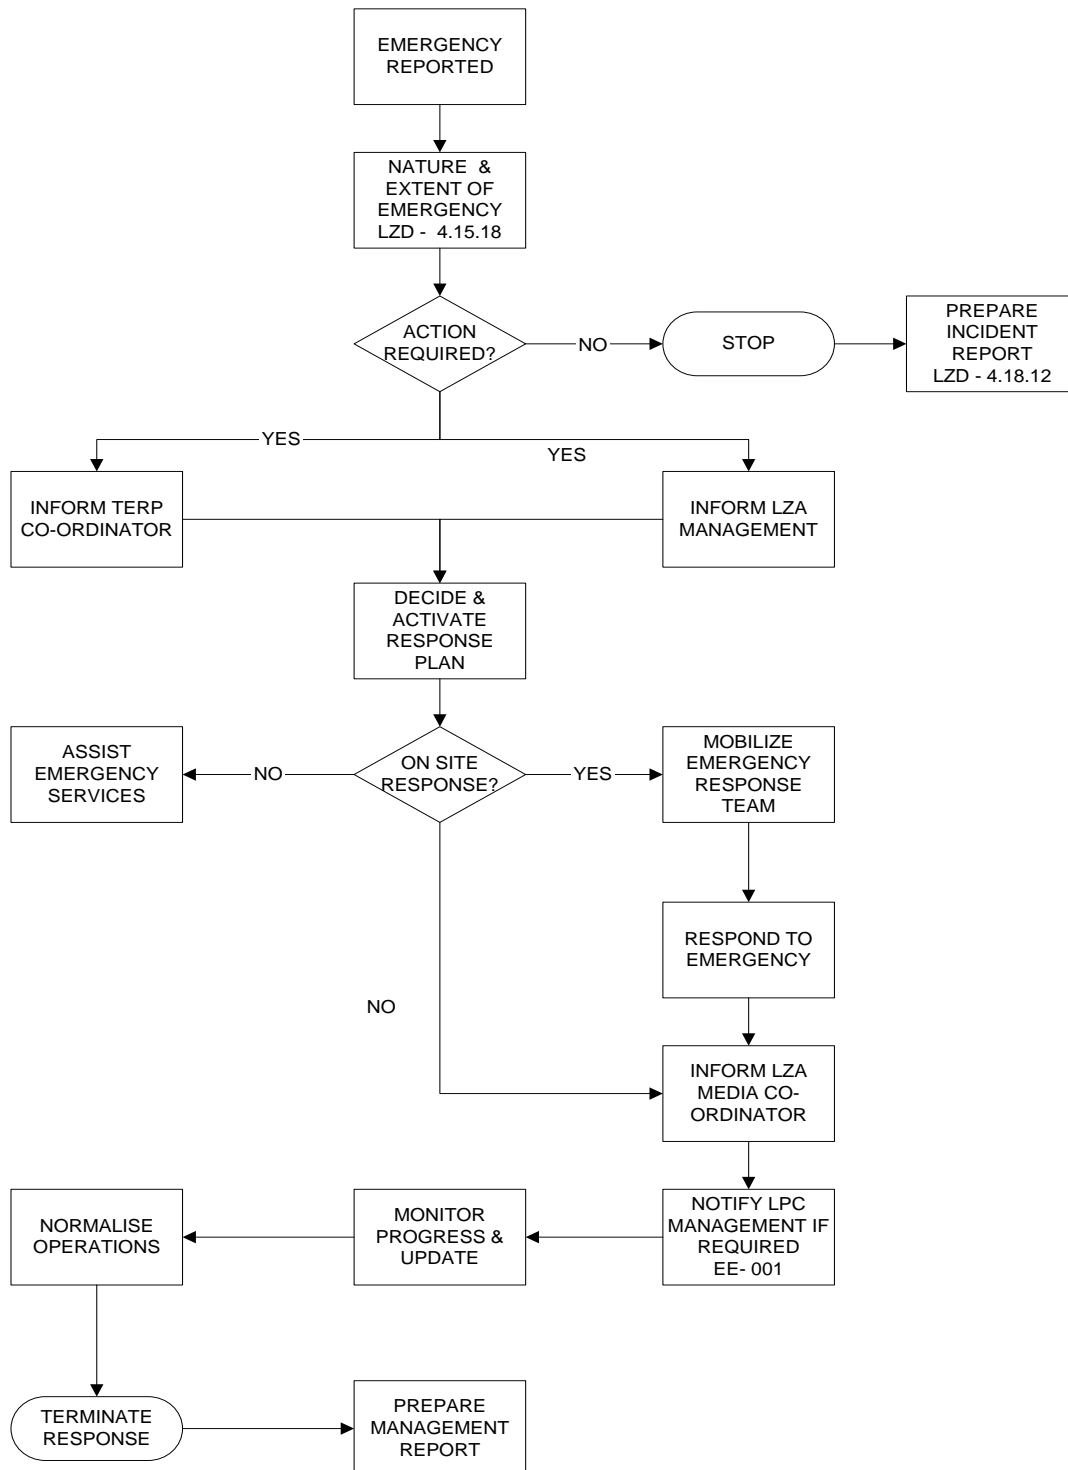 EMERGENCY
REPORTED
NATURE &
EXTENT OF
EMERGENCY
LZD - 4.15.18
ACTION
REQUIRED?
NO
STOP
PREPARE
INCIDENT
REPORT
LZD - 4.18.12
YES
YES
INFORM TERP
CO-ORDINATOR
INFORM LZA
MANAGEMENT
DECIDE &
ACTIVATE
RESPONSE
PLAN
ASSIST
EMERGENCY
SERVICES
NO
ON SITE
RESPONSE?
YES
MOBILIZE
EMERGENCY
RESPONSE
TEAM
RESPOND TO
EMERGENCY
NO
INFORM LZA
MEDIA CO-
ORDINATOR
NORMALISE
OPERATIONS
MONITOR
PROGRESS &
UPDATE
NOTIFY LPC
MANAGEMENT IF
REQUIRED
EE- 001
TERMINATE
RESPONSE
PREPARE
MANAGEMENT
REPORT